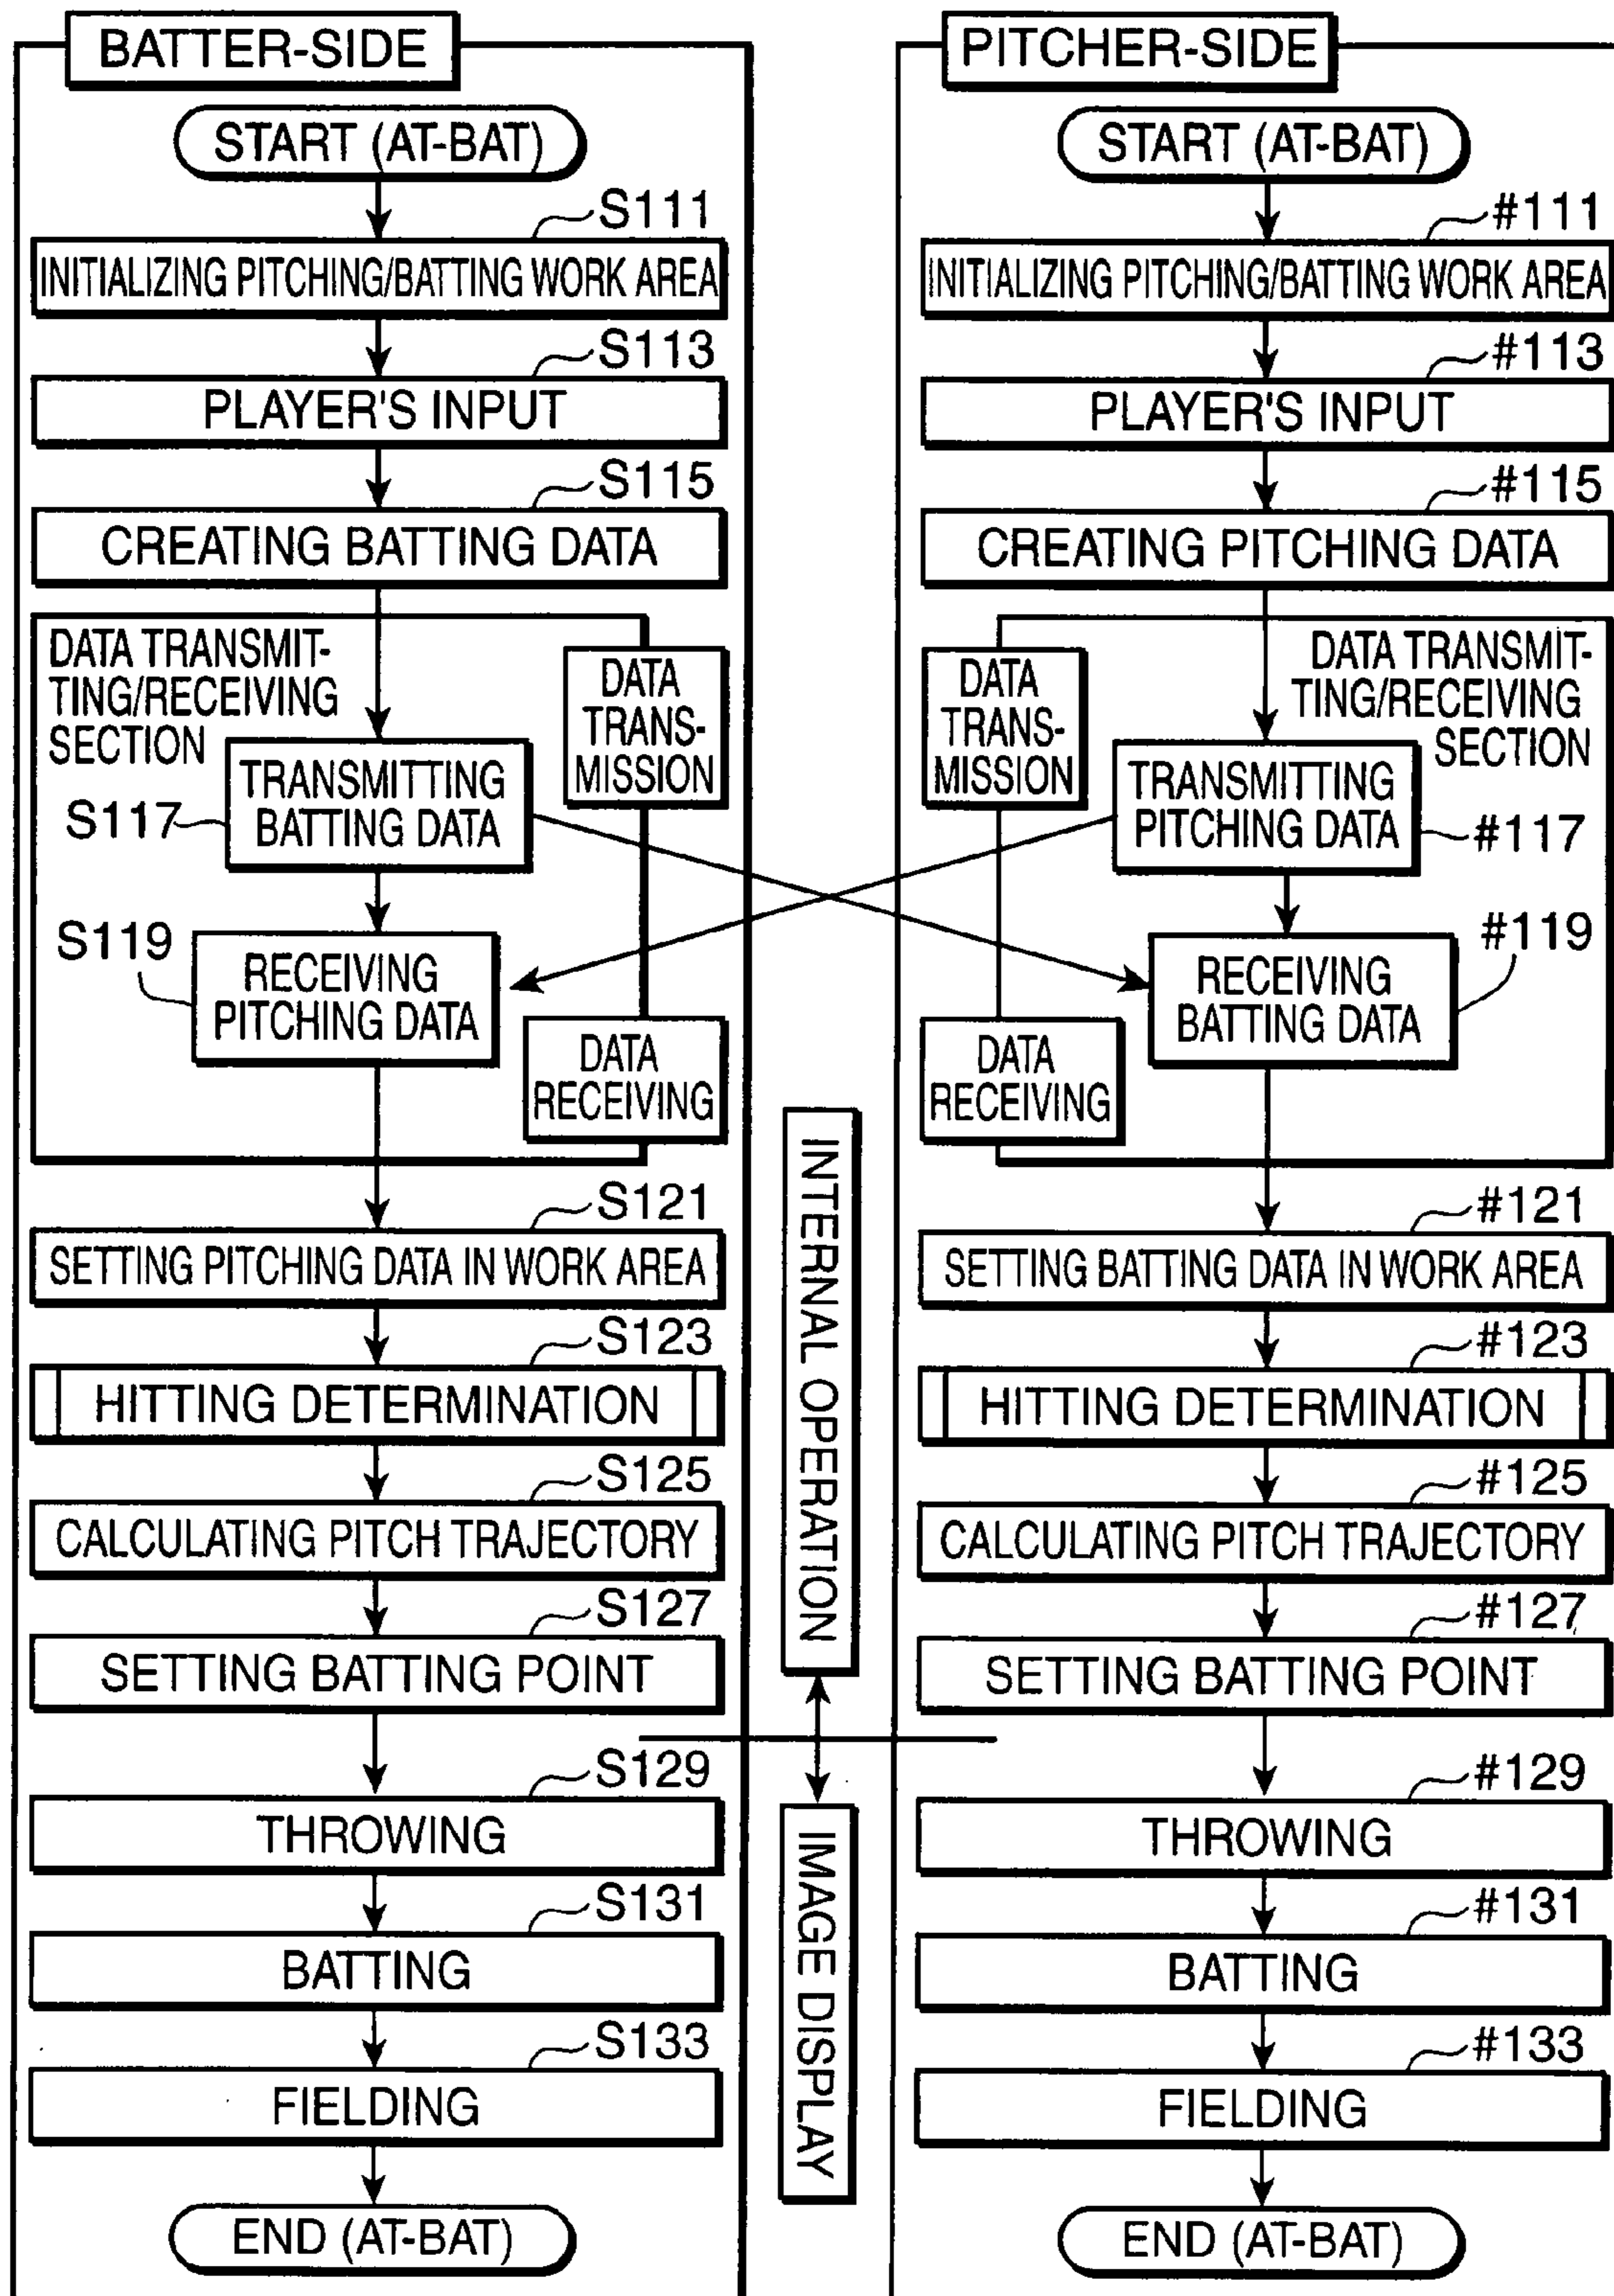 BATTER-SIDE
START (AT-BAT)
S111
INITIALIZING PITCHING/BATTING WORK AREA
S113
PLAYER'S INPUT
S115
CREATING BATTING DATA
DATA TRANSMIT-
TING/RECEIVING
SECTION
DATA
TRANS-
MISSION
TRANSMITTING
BATTING DATA
S117
S119
RECEIVING
PITCHING DATA
DATA
RECEIVING
S121
SETTING PITCHING DATA IN WORK AREA
S123
HITTING DETERMINATION
S125
CALCULATING PITCH TRAJECTORY
S127
SETTING BATTING POINT
S129
THROWING
S131
BATTING
S133
FIELDING
END (AT-BAT)
INTERNAL OPERATION
IMAGE DISPLAY
PITCHER-SIDE
START (AT-BAT)
#111
INITIALIZING PITCHING/BATTING WORK AREA
#113
PLAYER'S INPUT
#115
CREATING PITCHING DATA
DATA
TRANS-
MISSION
DATA TRANSMIT-
TING/RECEIVING
SECTION
TRANSMITTING
PITCHING DATA
#117
#119
RECEIVING
BATTING DATA
DATA
RECEIVING
#121
SETTING BATTING DATA IN WORK AREA
#123
HITTING DETERMINATION
#125
CALCULATING PITCH TRAJECTORY
#127
SETTING BATTING POINT
#129
THROWING
#131
BATTING
#133
FIELDING
END (AT-BAT)